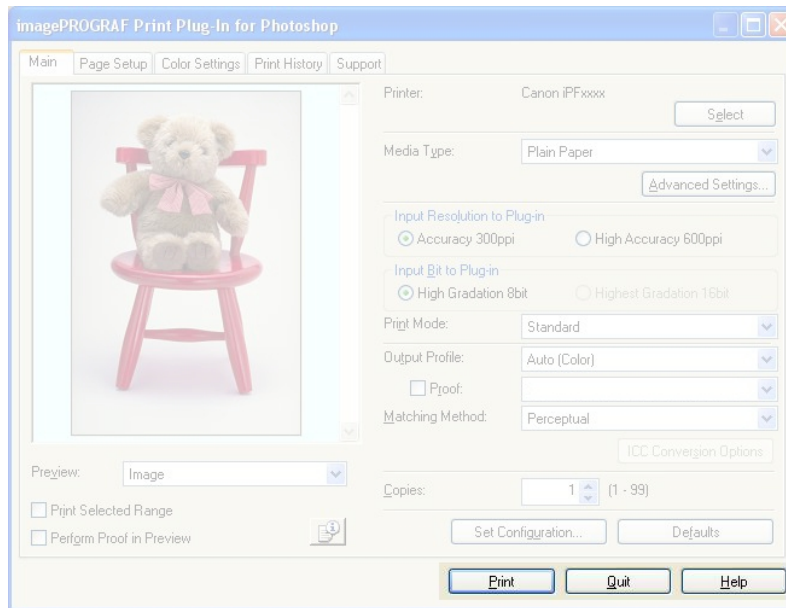 imagePROGRAF Print Plug-In for Photoshop
Main Page Setup Color Settings Print History Support
Printer: Canon iPFxxxx
Select
Media Type: Plain Paper
Advanced Settings...
Input Resolution to Plug-in
Accuracy 300ppi High Accuracy 600ppi
Input Bit to Plug-in
High Gradation 8bit Highest Gradation 16bit
Print Mode: Standard
Output Profile: Auto (Color)
Proof:
Matching Method: Perceptual
ICC Conversion Options
Preview: Image
Copies: 1 (1 - 99)
Print Selected Range
Perform Proof in Preview
Set Configuration... Defaults
Print Quit Help